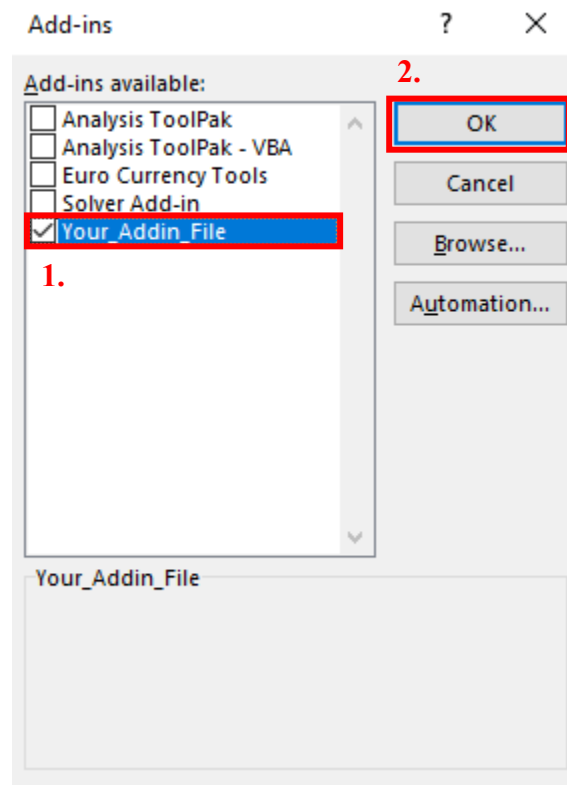 Add-ins ? ×
Add-ins available:
2.
Analysis ToolPak
Analysis ToolPak - VBA
Euro Currency Tools
Solver Add-in
Your_Addin_File
1.
OK
Cancel
Browse...
Automation...
Your_Addin_File